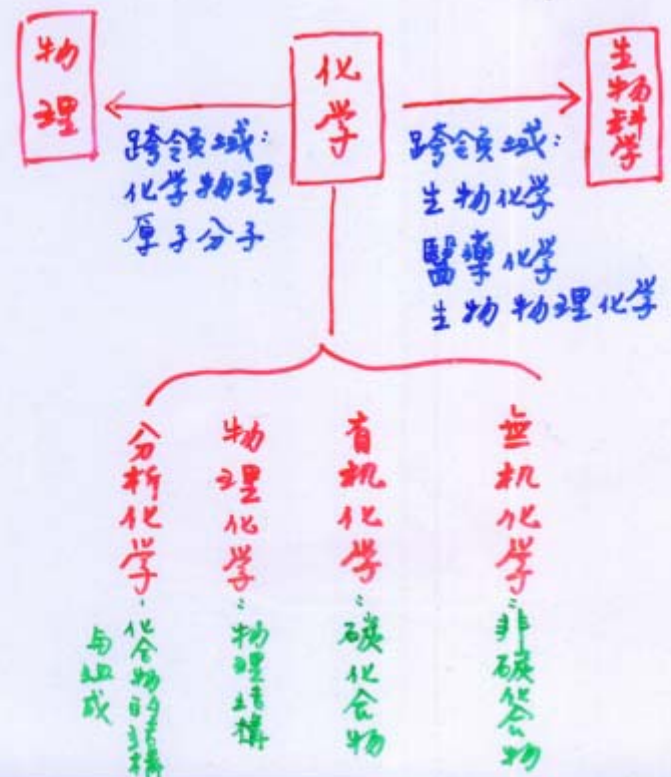 物理
化学
生物科学
跨领域:
化学物理
原子分子
跨领域:
生物化学
醫藥化学
生物物理化学
分析化学:化合物的结構
与组成
物理化学:物理结構
有机化学:碳化合物
無机化学:非碳化合物